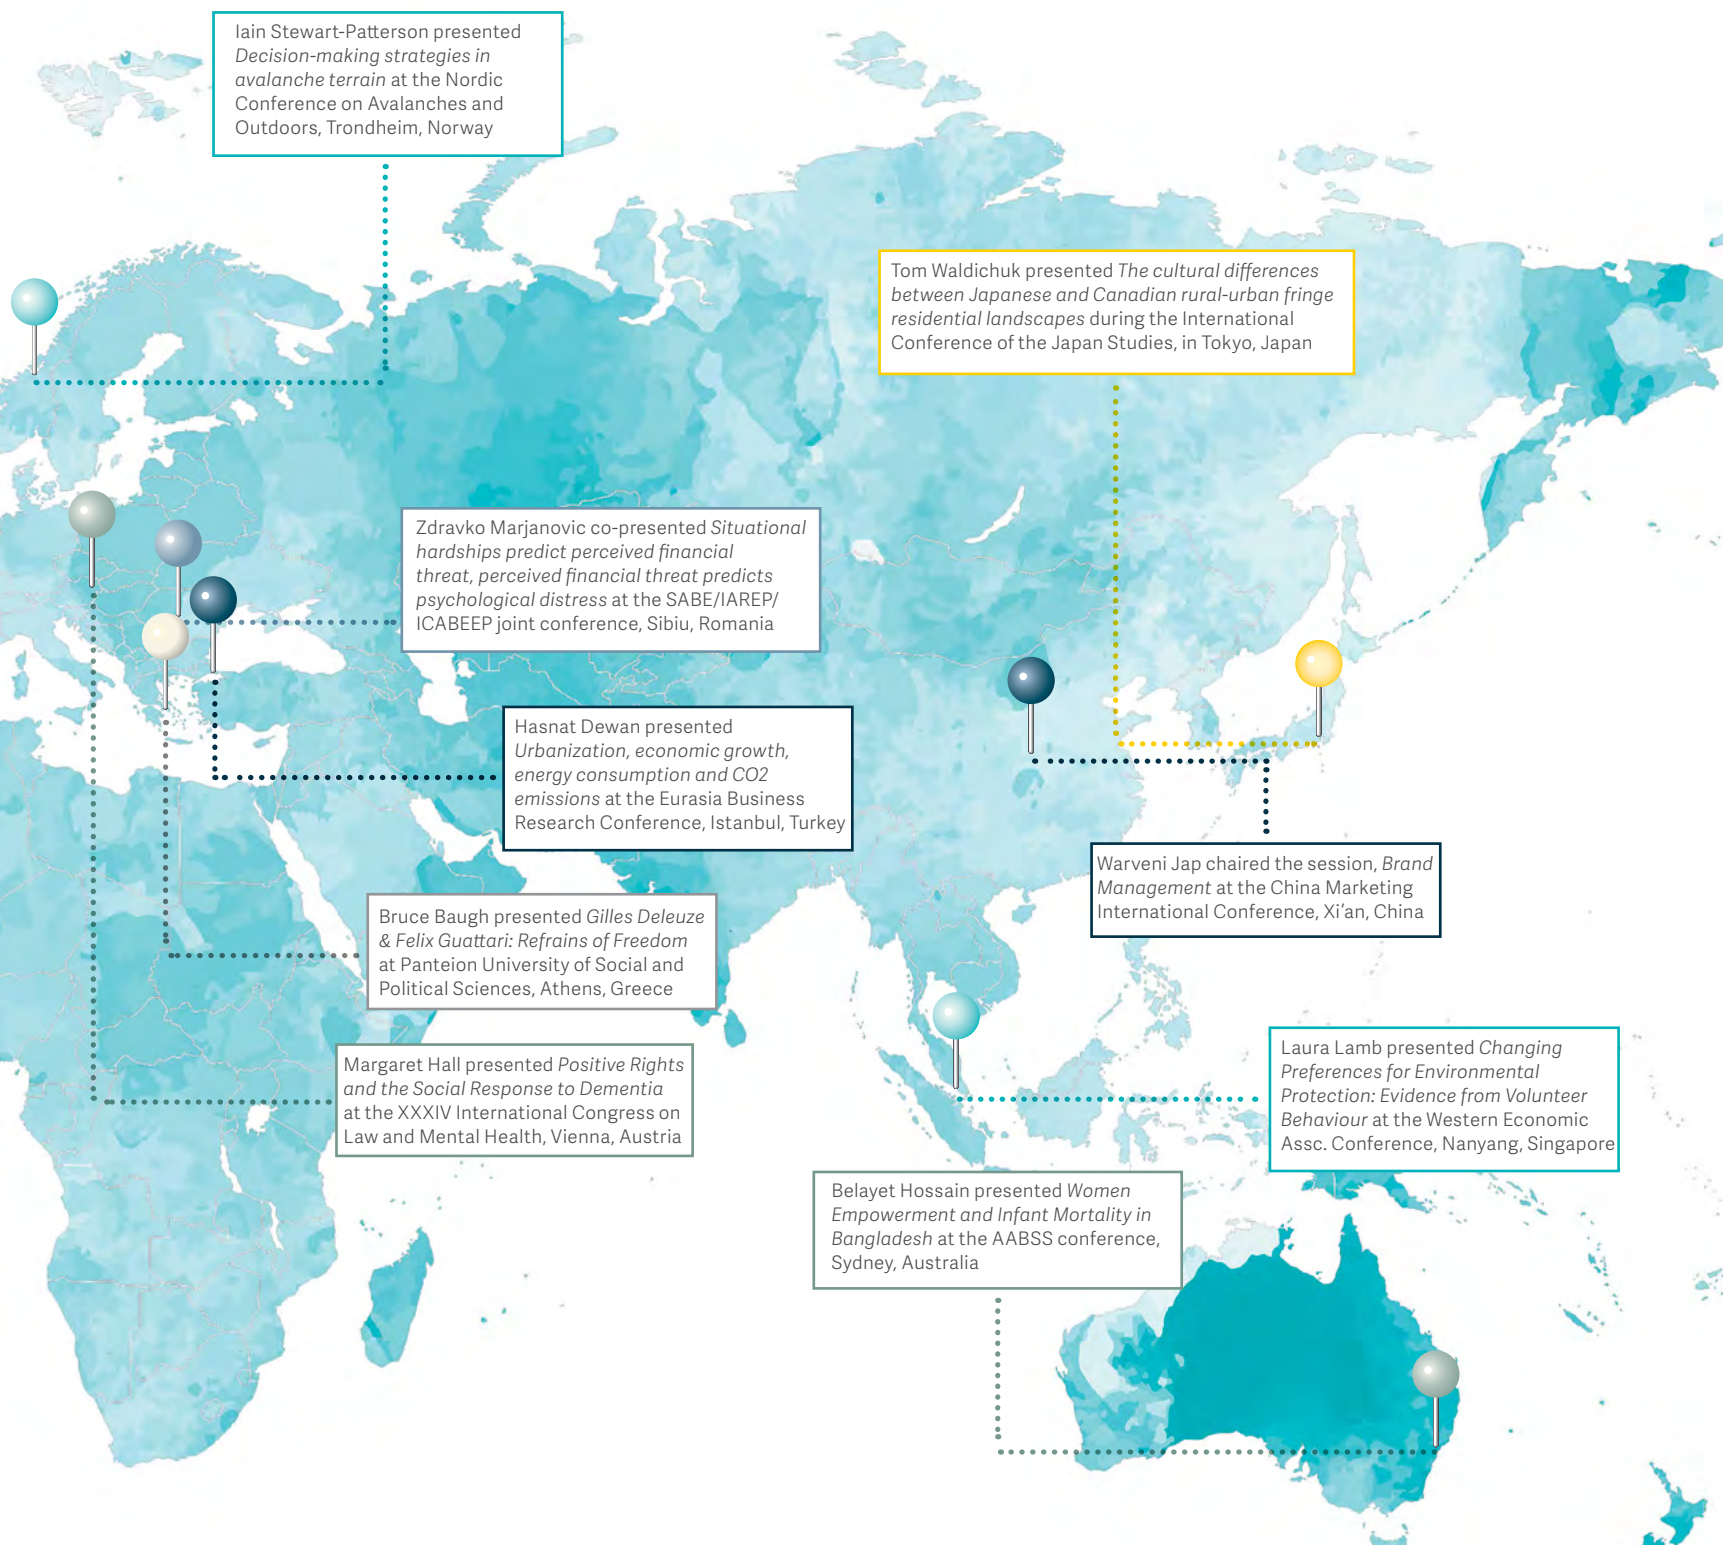 Iain Stewart-Patterson presented
Decision-making strategies in
avalanche terrain at the Nordic
Conference on Avalanches and
Outdoors, Trondheim, Norway
Tom Waldichuk presented The cultural differences
between Japanese and Canadian rural-urban fringe
residential landscapes during the International
Conference of the Japan Studies, in Tokyo, Japan
Zdravko Marjanovic co-presented Situational
hardships predict perceived financial
threat, perceived financial threat predicts
psychological distress at the SABE/IAREP/
ICABEEP joint conference, Sibiu, Romania
Hasnat Dewan presented
Urbanization, economic growth,
energy consumption and CO2
emissions at the Eurasia Business
Research Conference, Istanbul, Turkey
Warveni Jap chaired the session, Brand
Management at the China Marketing
International Conference, Xi’an, China
Bruce Baugh presented Gilles Deleuze
& Felix Guattari: Refrains of Freedom
at Panteion University of Social and
Political Sciences, Athens, Greece
Margaret Hall presented Positive Rights
and the Social Response to Dementia
at the XXXIV International Congress on
Law and Mental Health, Vienna, Austria
Laura Lamb presented Changing
Preferences for Environmental
Protection: Evidence from Volunteer
Behaviour at the Western Economic
Assc. Conference, Nanyang, Singapore
Belayet Hossain presented Women
Empowerment and Infant Mortality in
Bangladesh at the AABSS conference,
Sydney, Australia